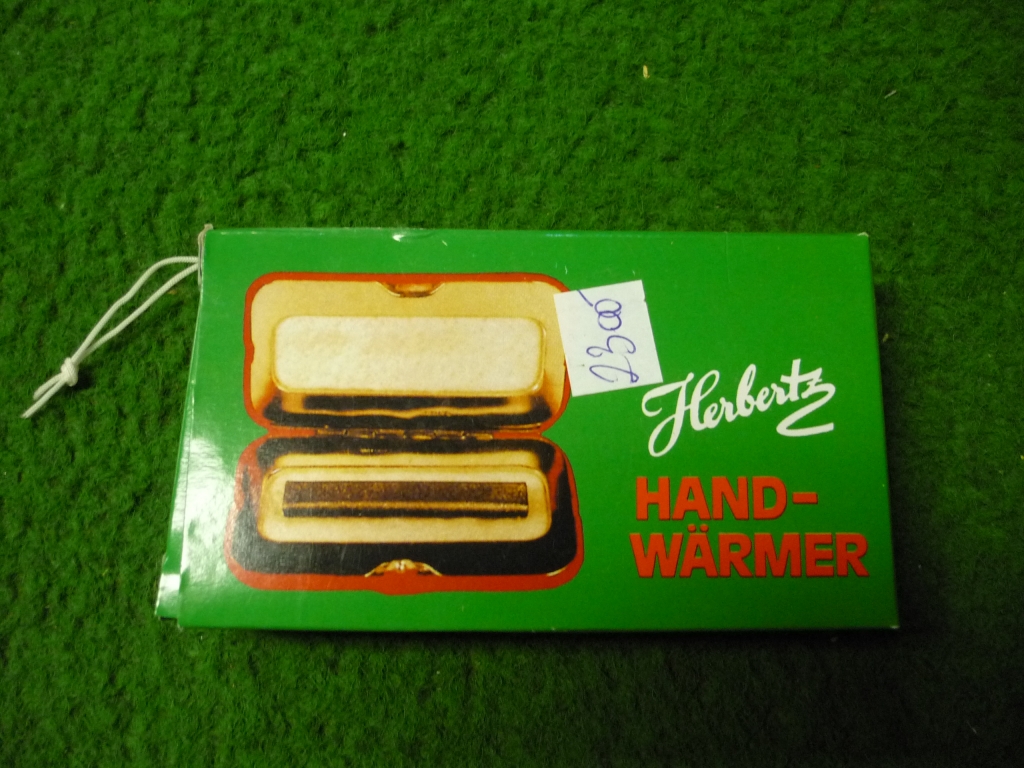 2300
Herbertz
HAND-
WÄRMER